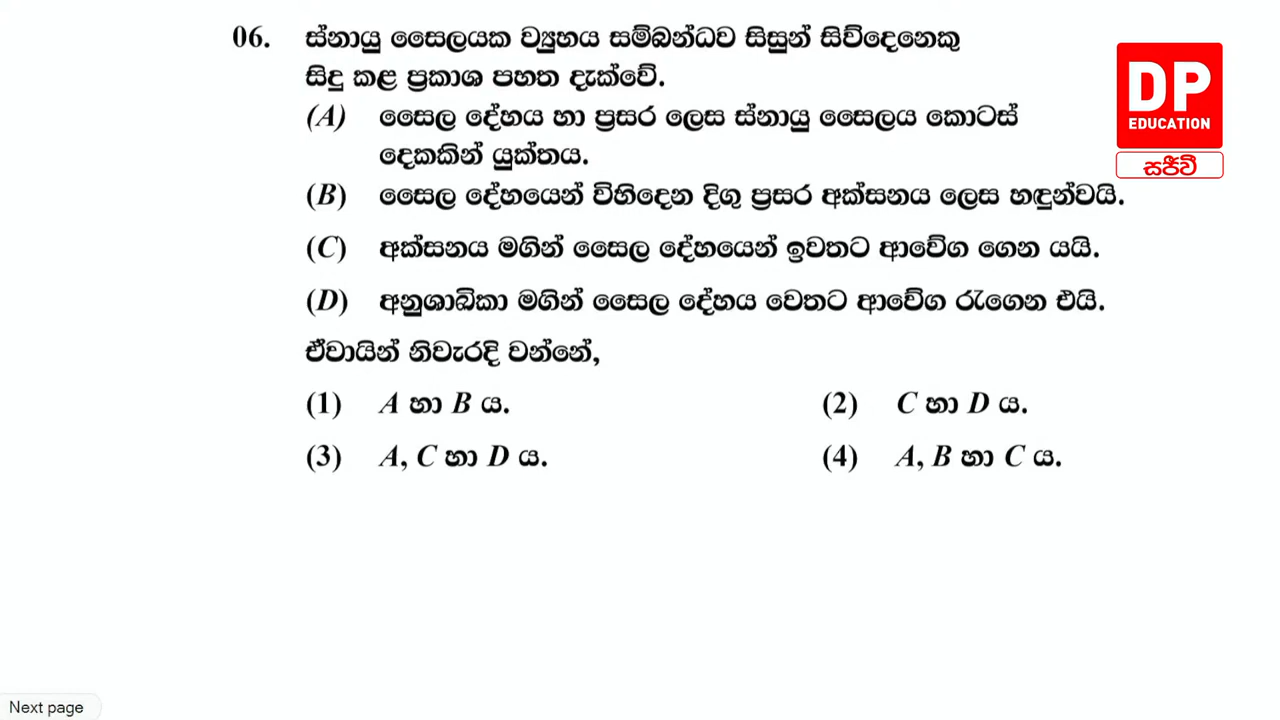 06. ස්නායු සෛලයක ව්‍යුහය සම්බන්ධව සිසුන් සිව්දෙනෙකු
සිදු කළ ප්‍රකාශ පහත දැක්වේ.
(A) සෛල දේහය හා ප්‍රසර ලෙස ස්නායු සෛලය කොටස්
දෙකකින් යුක්තය.
(B) සෛල දේහයෙන් විහිදෙන දිගු ප්‍රසර අක්සනය ලෙස හඳුන්වයි.
(C) අක්සනය මගින් සෛල දේහයෙන් ඉවතට ආවේග ගෙන යයි.
(D) අනුශාඛිකා මගින් සෛල දේහය වෙතට ආවේග රැගෙන එයි.
ඒවායින් නිවැරදි වන්නේ,
(1) A හා B ය. (2) C හා D ය.
(3) A, C හා D ය. (4) A, B හා C ය.
DP
EDUCATION
සජීවී
Next page